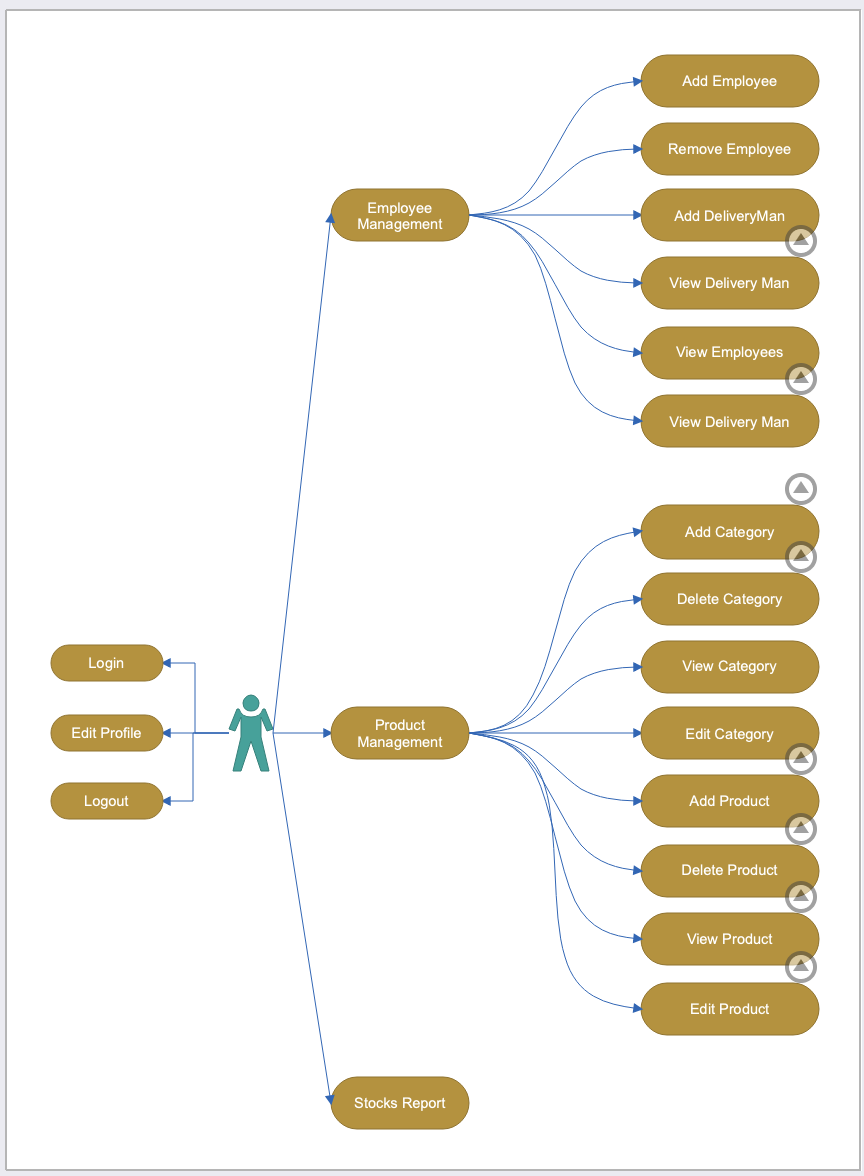 Add Employee
Remove Employee
Employee
Management
Add DeliveryMan
View Delivery Man
View Employees
View Delivery Man
Add Category
Delete Category
Login
View Category
Edit Profile
Product
Management
Edit Category
Logout
Add Product
Delete Product
View Product
Edit Product
Stocks Report